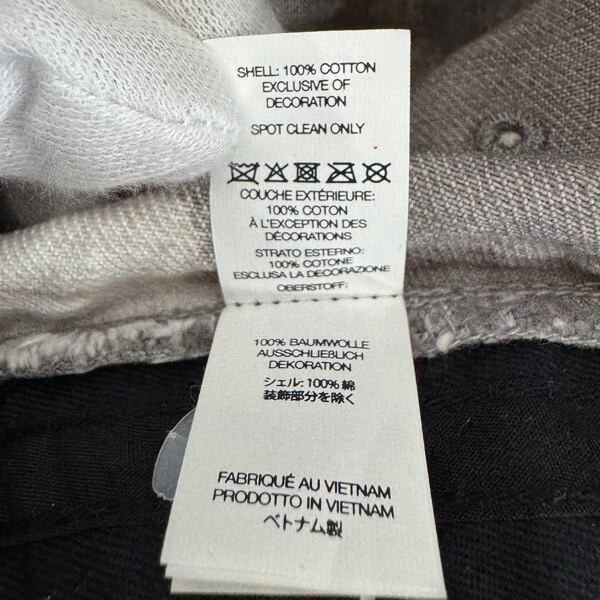 SHELL: 100% COTTON
EXCLUSIVE OF
DECORATION
SPOT CLEAN ONLY
COUCHE EXTÉRIEURE:
100% COTON
À L'EXCEPTION DES
DÉCORATIONS
STRATO ESTERNO:
100% COTONE
ESCLUSA LA DECORAZIONE
OBERSTOFF:
100% BAUMWOLLE
AUSSCHLIEßLICH
DEKORATION
シェル: 100% 綿
装飾部分を除く
FABRIQUÉ AU VIETNAM
PRODOTTO IN VIETNAM
ベトナム製